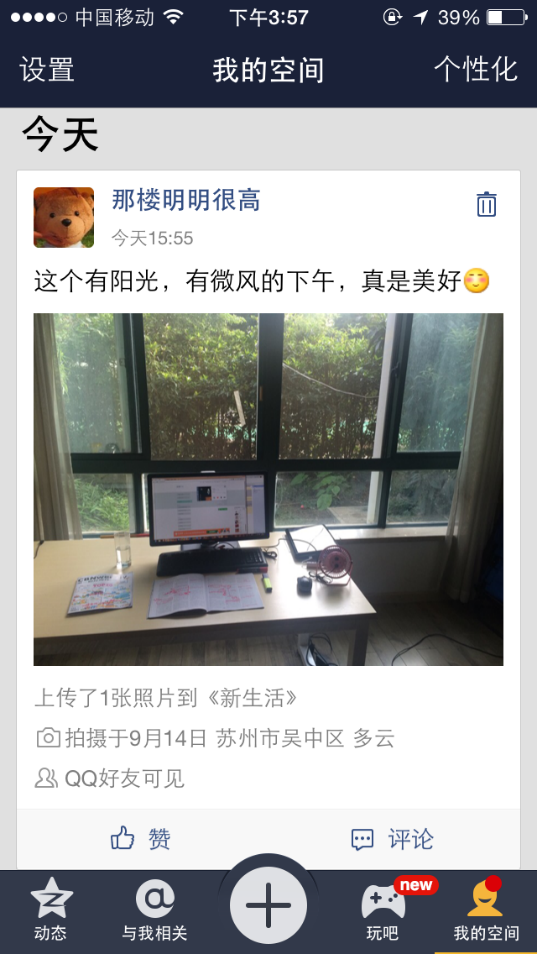 中国移动 下午3:57 39%
设置 我的空间 个性化
今天
那楼明明很高
今天15:55
这个有阳光，有微风的下午，真是美好😊
上传了1张照片到《新生活》
拍摄于9月14日 苏州市吴中区 多云
QQ好友可见
赞 评论
new
动态 与我相关 玩吧 我的空间